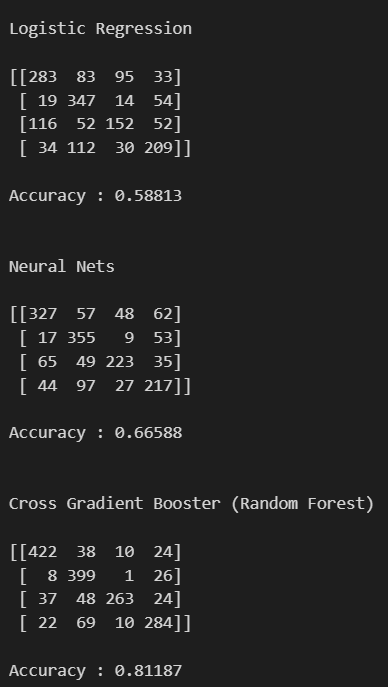 Logistic Regression
[[283  83  95  33]
 [ 19 347  14  54]
 [116  52 152  52]
 [ 34 112  30 209]]
Accuracy : 0.58813
Neural Nets
[[327  57  48  62]
 [ 17 355   9  53]
 [ 65  49 223  35]
 [ 44  97  27 217]]
Accuracy : 0.66588
Cross Gradient Booster (Random Forest)
[[422  38  10  24]
 [  8 399   1  26]
 [ 37  48 263  24]
 [ 22  69  10 284]]
Accuracy : 0.81187